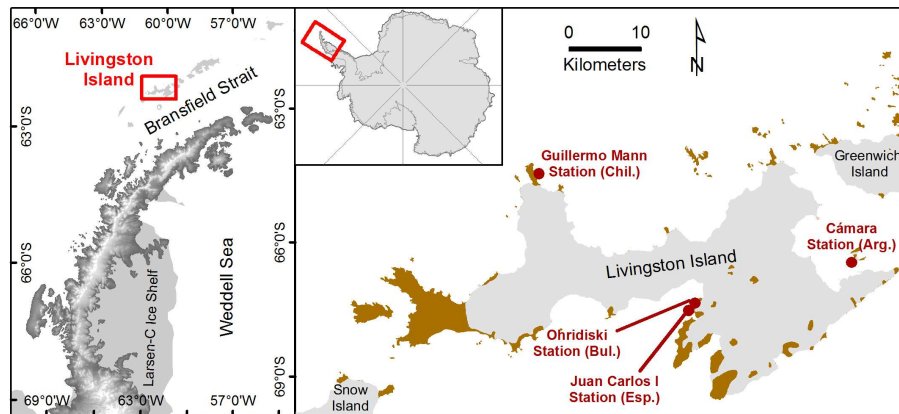 66°0'W 63°0'W 60°0'W 57°0'W
Livingston
Island
Bransfield Strait
63°0'S
66°0'S
69°0'S
Larsen-C Ice Shelf
Weddell Sea
69°0'W 63°0'W 60°0'W 57°0'W
63°0'S
66°0'S
69°0'S
0 10
Kilometers
N
Guillermo Mann
Station (Chil.)
Greenwich
Island
Cámara
Station (Arg.)
Livingston Island
Ohridiski
Station (Bul.)
Juan Carlos I
Station (Esp.)
Snow
Island